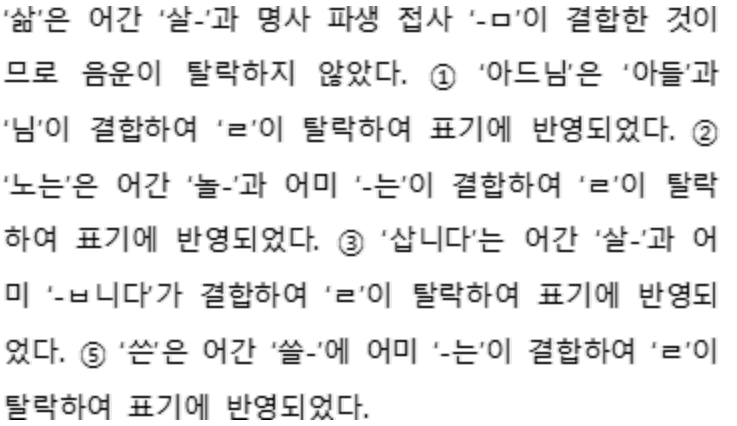 ‘삶’은 어간 ‘살-’과 명사 파생 접사 ‘-ㅁ’이 결합한 것이
므로 음운이 탈락하지 않았다. ① ‘아드님’은 ‘아들’과
‘님’이 결합하여 ‘ㄹ’이 탈락하여 표기에 반영되었다. ②
‘노는’은 어간 ‘놀-’과 어미 ‘-는’이 결합하여 ‘ㄹ’이 탈락
하여 표기에 반영되었다. ③ ‘삽니다’는 어간 ‘살-’과 어
미 ‘-ㅂ니다’가 결합하여 ‘ㄹ’이 탈락하여 표기에 반영되
었다. ⑤ ‘쓴’은 어간 ‘쓸-’에 어미 ‘-는’이 결합하여 ‘ㄹ’이
탈락하여 표기에 반영되었다.